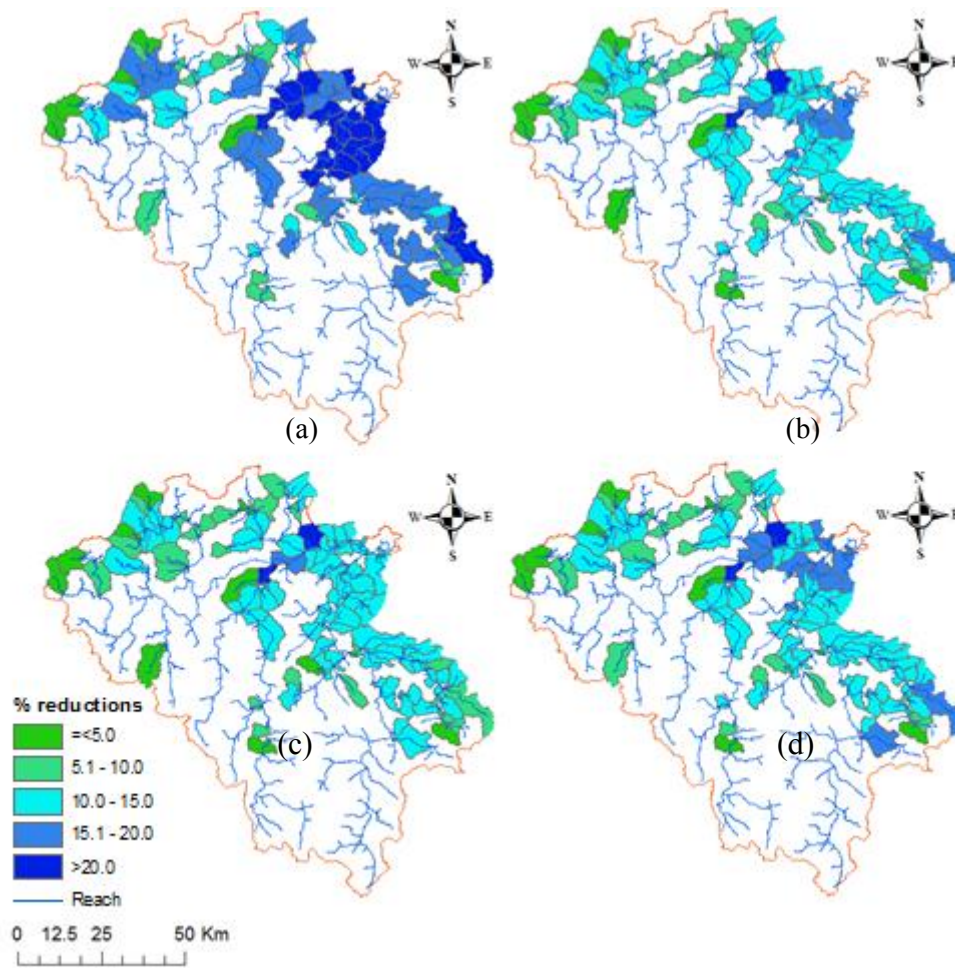 N
W E
S
N
W E
S
(a)
(b)
N
W E
S
N
W E
S
% reductions
=<5.0
5.1 - 10.0
10.0 - 15.0
15.1 - 20.0
>20.0
Reach
(c)
(d)
0 12.5 25 50 Km